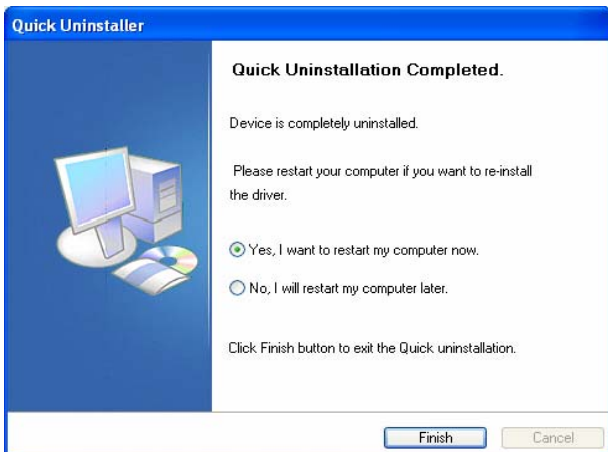 Quick Uninstaller
Quick Uninstallation Completed.
Device is completely uninstalled.
Please restart your computer if you want to re-install
the driver.
Yes, I want to restart my computer now.
No, I will restart my computer later.
Click Finish button to exit the Quick uninstallation.
Finish
Cancel